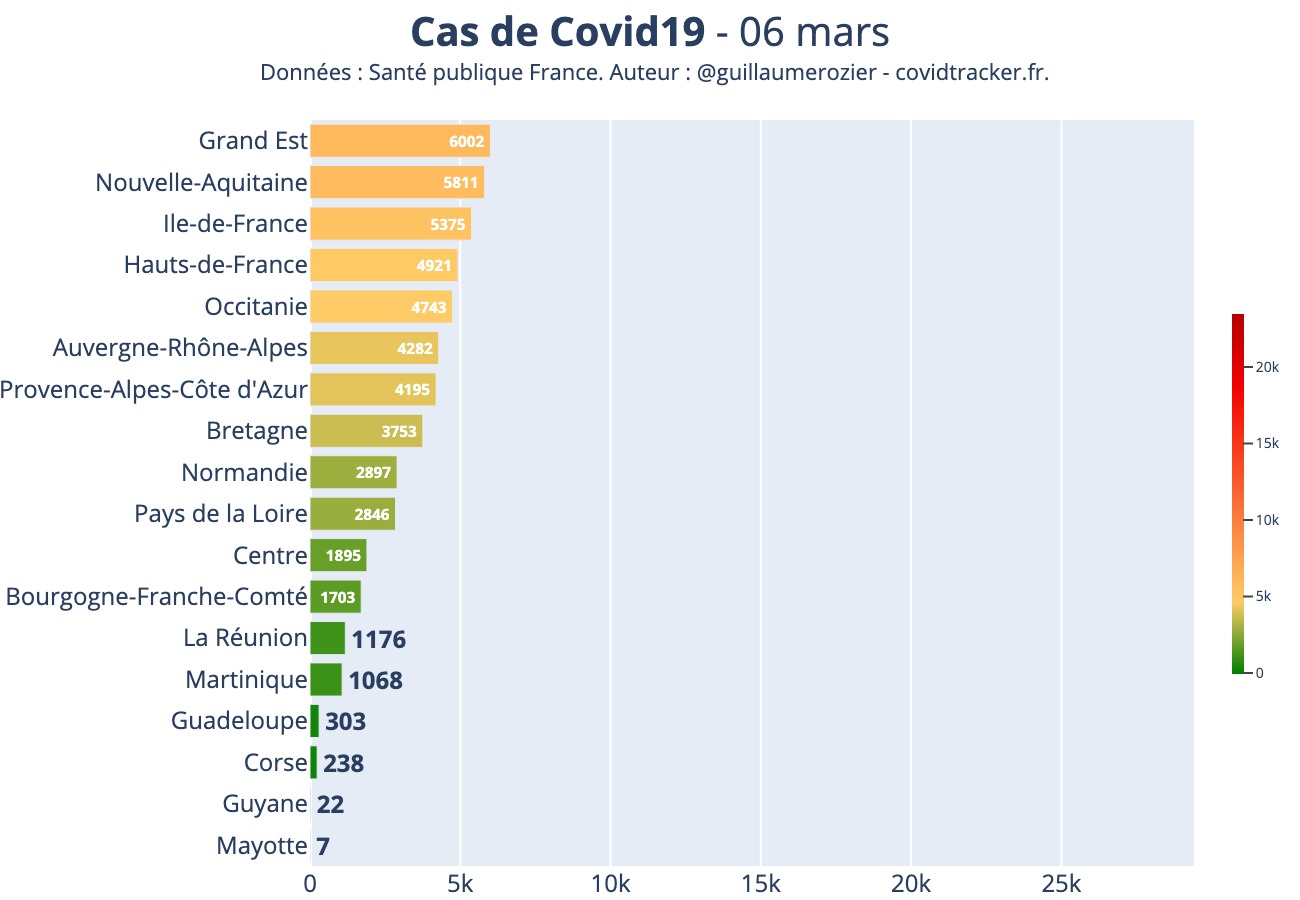 Cas de Covid19 - 06 mars
Données : Santé publique France. Auteur : @guillaumerozier - covidtracker.fr.
Grand Est 6002
Nouvelle-Aquitaine 5811
Ile-de-France 5375
Hauts-de-France 4921
Occitanie 4743
Auvergne-Rhône-Alpes 4282
Provence-Alpes-Côte d'Azur 4195
Bretagne 3753
Normandie 2897
Pays de la Loire 2846
Centre 1895
Bourgogne-Franche-Comté 1703
La Réunion 1176
Martinique 1068
Guadeloupe 303
Corse 238
Guyane 22
Mayotte 7
0 5k 10k 15k 20k 25k
20k
15k
10k
5k
0